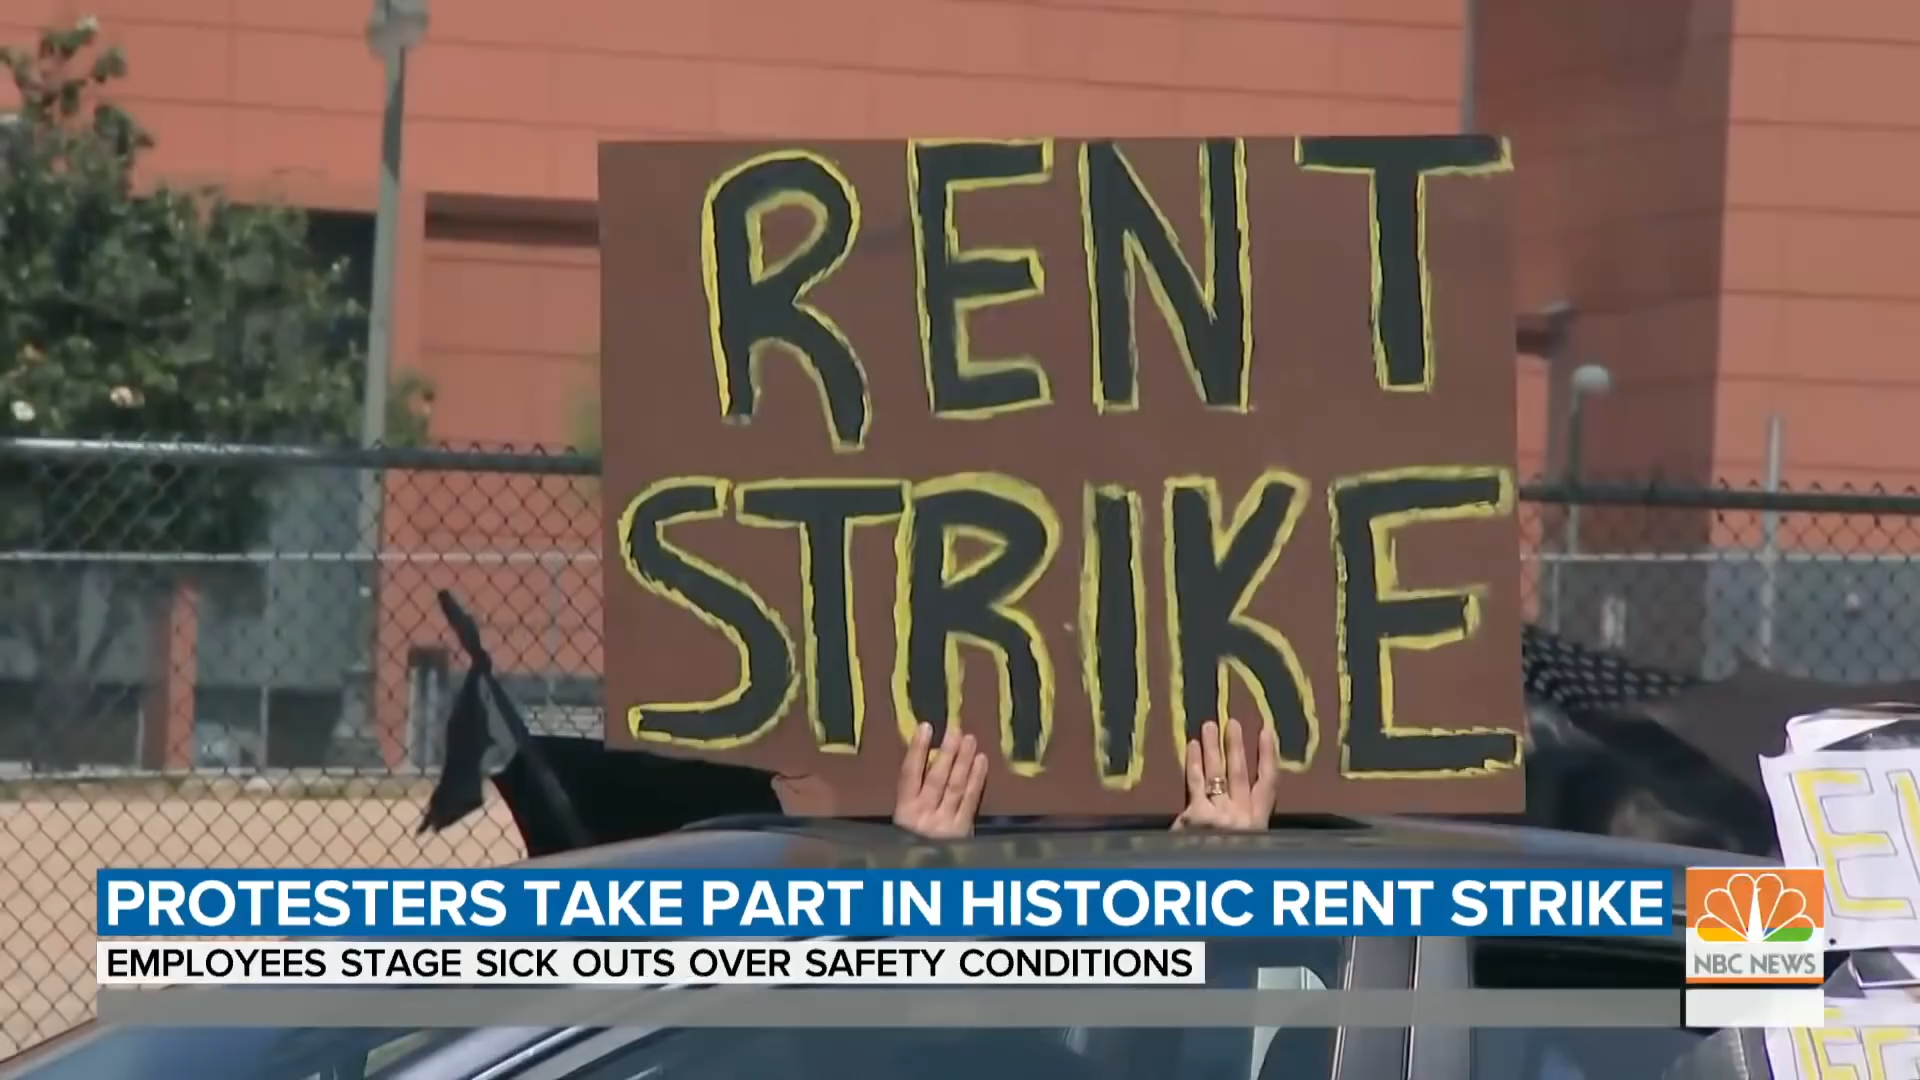 RENT
STRIKE
PROTESTERS TAKE PART IN HISTORIC RENT STRIKE
EMPLOYEES STAGE SICK OUTS OVER SAFETY CONDITIONS
NBC NEWS